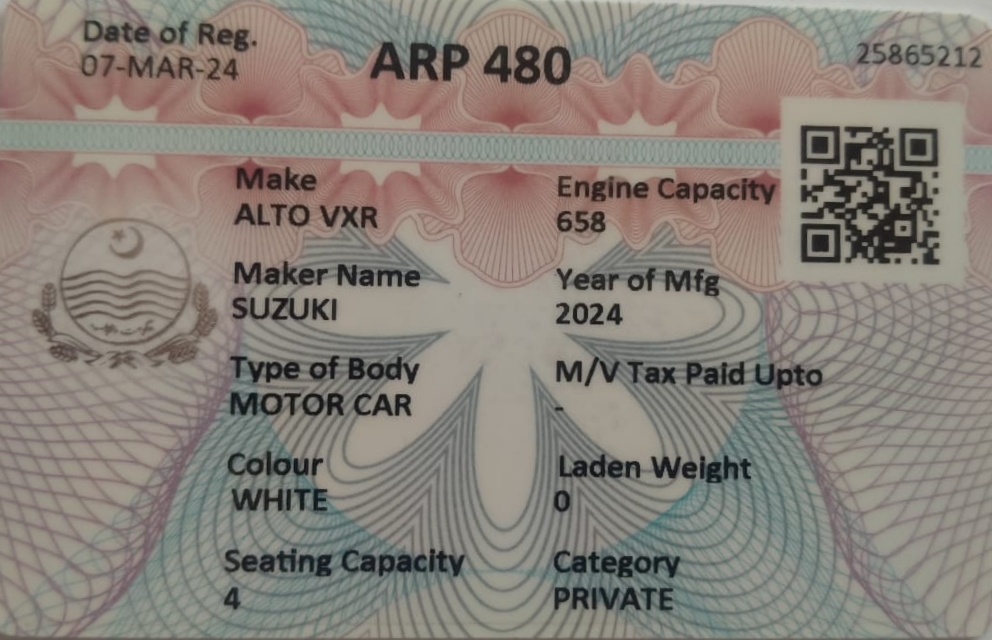 Date of Reg.
07-MAR-24
ARP 480
25865212
Make
ALTO VXR
Engine Capacity
658
Maker Name
SUZUKI
Year of Mfg
2024
Type of Body
MOTOR CAR
M/V Tax Paid Upto
-
Colour
WHITE
Laden Weight
0
Seating Capacity
4
Category
PRIVATE